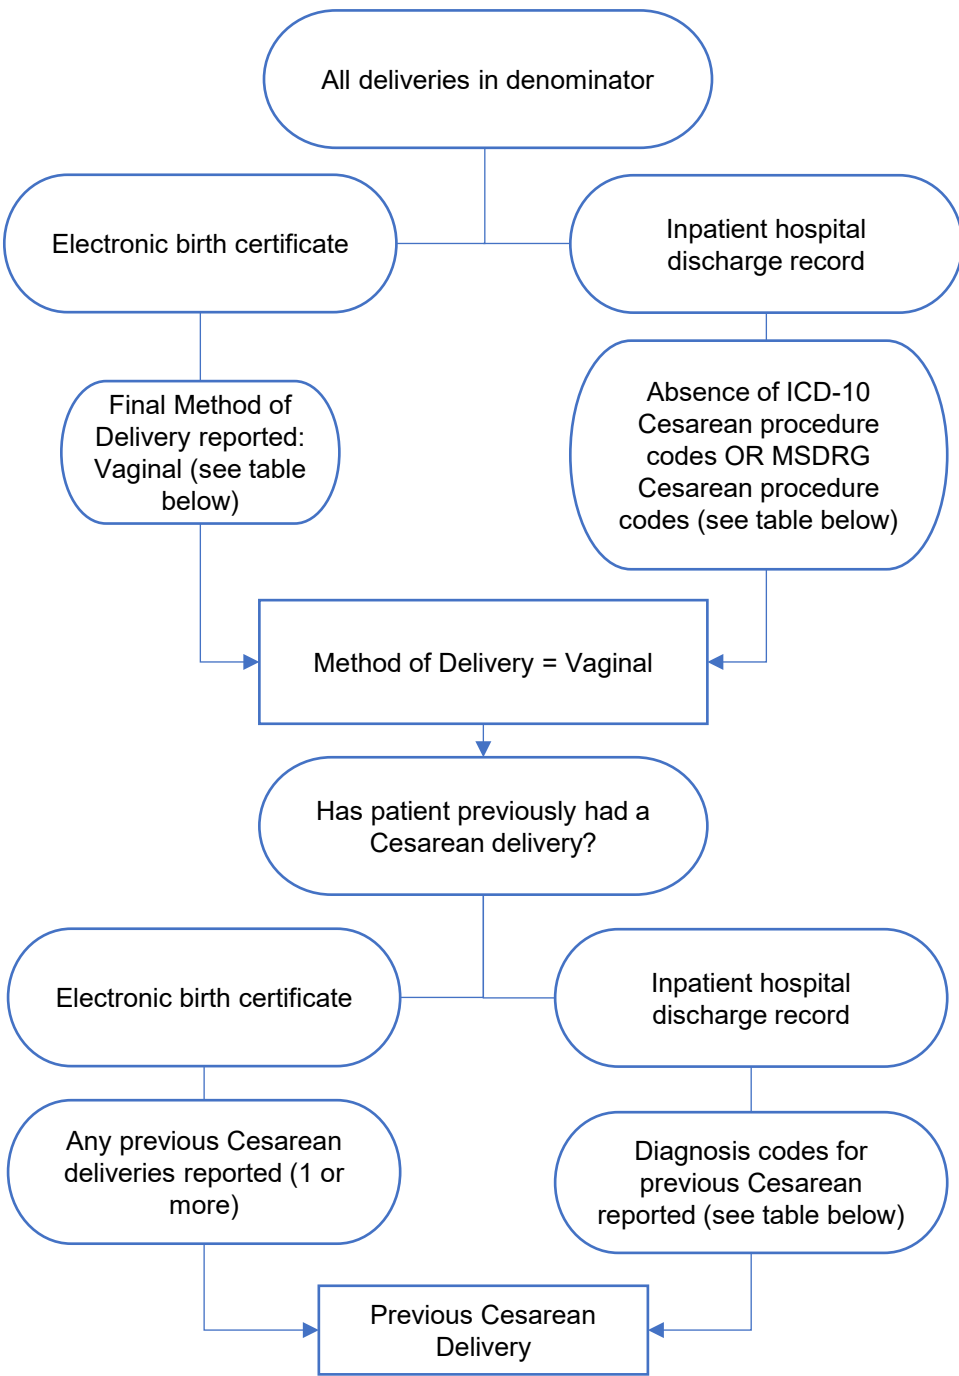 All deliveries in denominator
Electronic birth certificate
Inpatient hospital
discharge record
Final Method of
Delivery reported:
Vaginal (see table
below)
Absence of ICD-10
Cesarean procedure
codes OR MSDRG
Cesarean procedure
codes (see table below)
Method of Delivery = Vaginal
Has patient previously had a
Cesarean delivery?
Electronic birth certificate
Inpatient hospital
discharge record
Any previous Cesarean
deliveries reported (1 or
more)
Diagnosis codes for
previous Cesarean
reported (see table below)
Previous Cesarean
Delivery